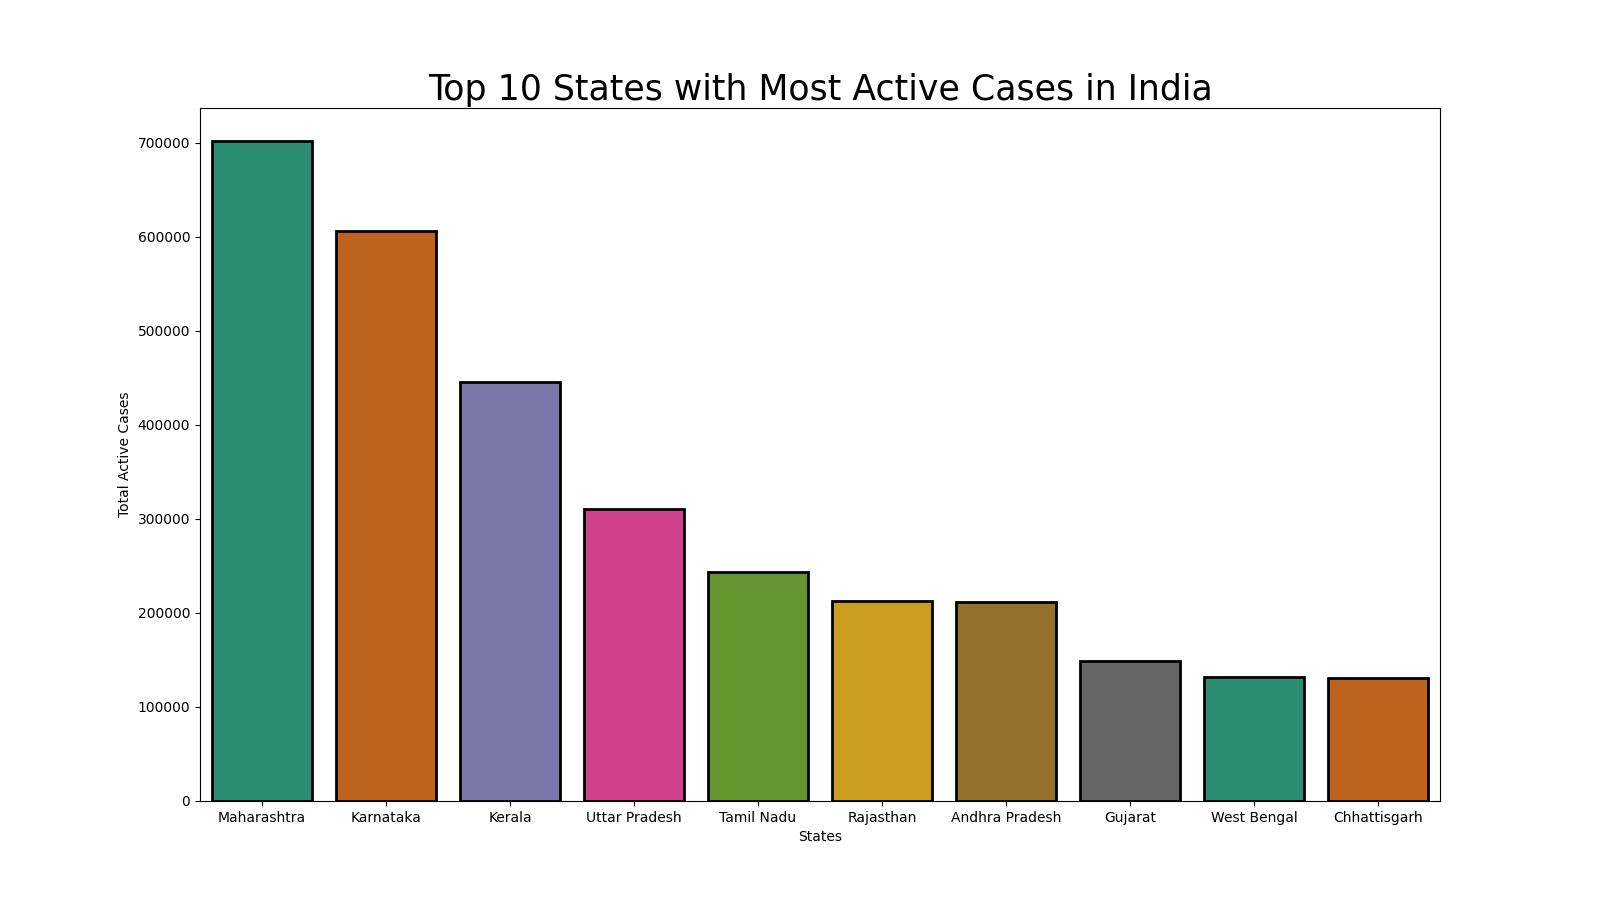 Top 10 States with Most Active Cases in India
Total Active Cases
700000
600000
500000
400000
300000
200000
100000
0
Maharashtra Karnataka Kerala Uttar Pradesh Tamil Nadu Rajasthan Andhra Pradesh Gujarat West Bengal Chhattisgarh
States